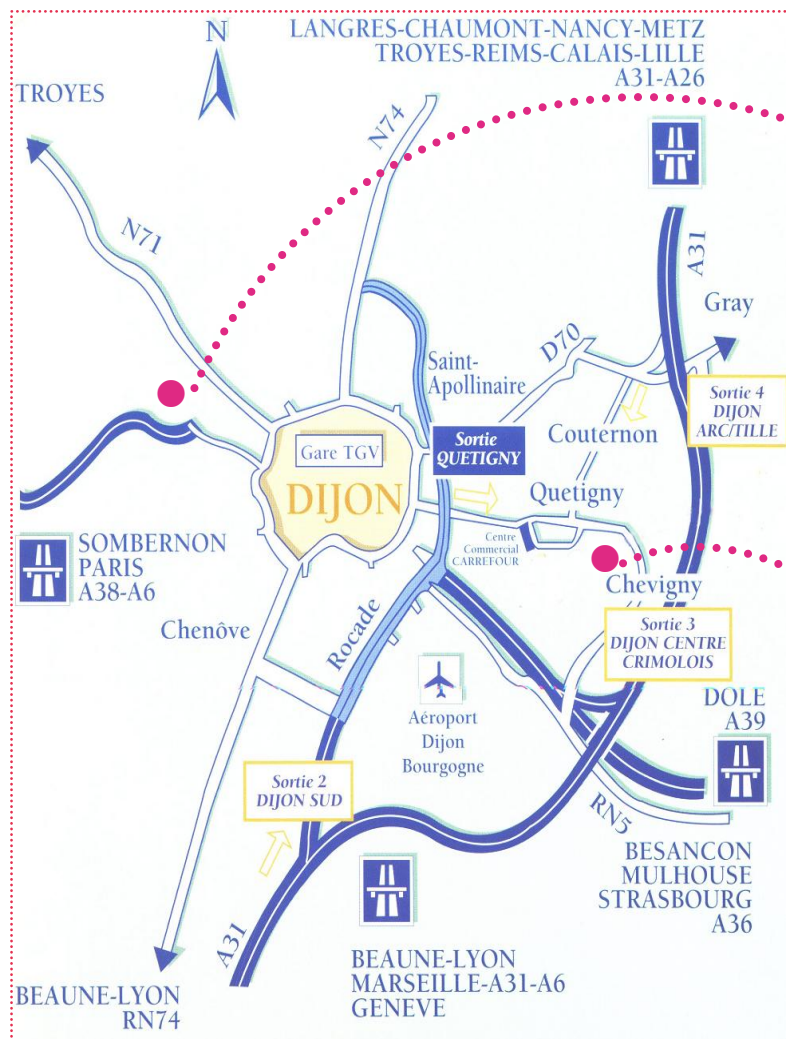 N
LANGRES-CHAUMONT-NANCY-METZ
TROYES-REIMS-CALAIS-LILLE
A31-A26
TROYES
N74
N71
A31
Gray
D70
Saint-
Apollinaire
Sortie 4
DIJON
ARC/TILLE
Sortie
QUETIGNY
Couternon
Gare TGV
DIJON
Quetigny
Centre
Commercial
CARREFOUR
SOMBERNON
PARIS
A38-A6
Chevigny
Chenôve
Rocade
Sortie 3
DIJON CENTRE
CRIMOLOIS
DOLE
A39
Aéroport
Dijon
Bourgogne
Sortie 2
DIJON SUD
RN5
BESANCON
MULHOUSE
STRASBOURG
A36
A31
BEAUNE-LYON
MARSEILLE-A31-A6
GENEVE
BEAUNE-LYON
RN74